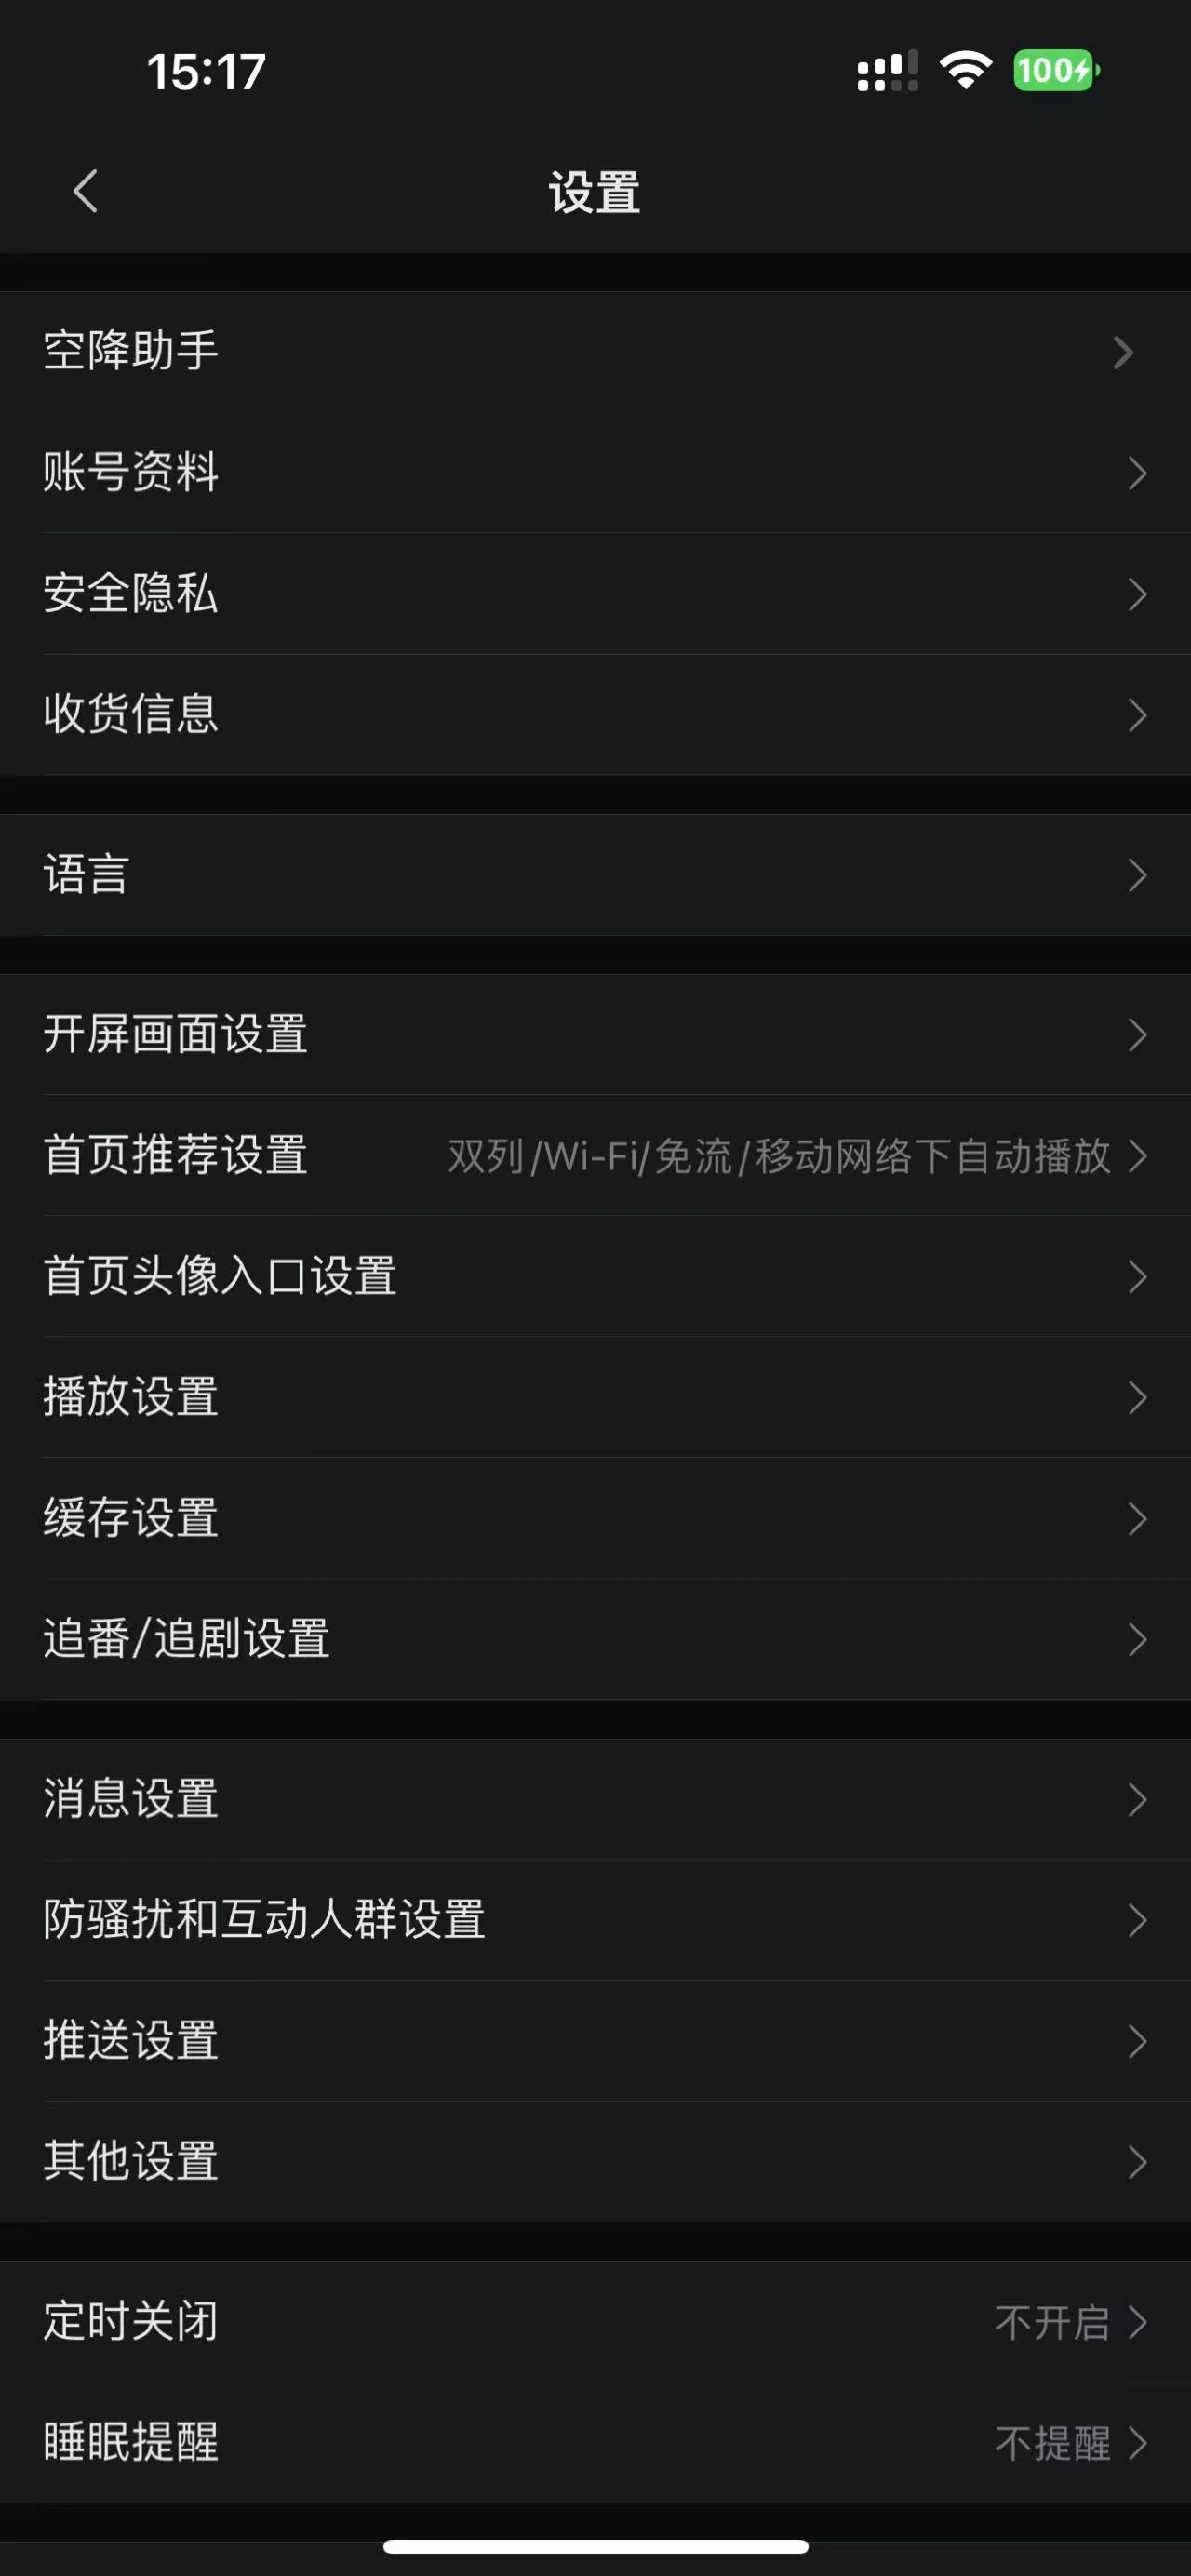 15:17
100
设置
空降助手
账号资料
安全隐私
收货信息
语言
开屏画面设置
首页推荐设置 双列/Wi-Fi/免流/移动网络下自动播放
首页头像入口设置
播放设置
缓存设置
追番/追剧设置
消息设置
防骚扰和互动人群设置
推送设置
其他设置
定时关闭 不开启
睡眠提醒 不提醒